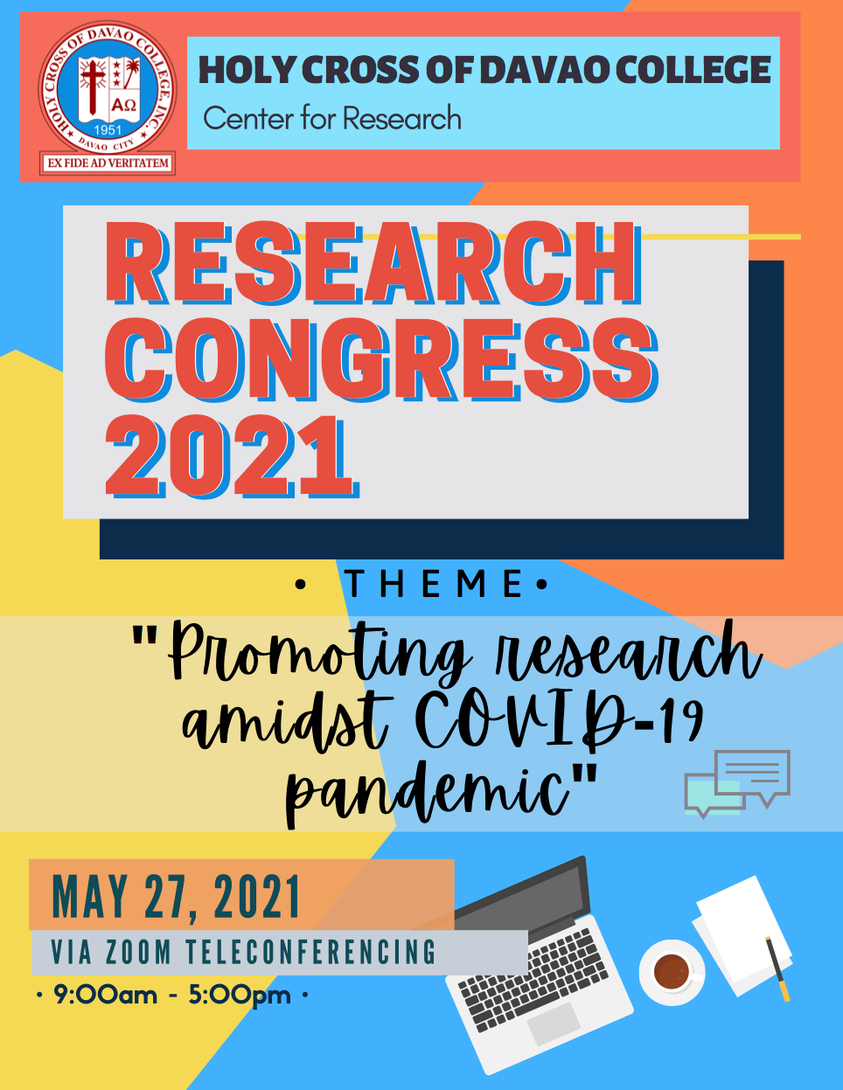 HOLY CROSS OF DAVAO COLLEGE, INC.
ΑΩ
1951
DAVAO CITY
EX FIDE AD VERITATEM
HOLY CROSS OF DAVAO COLLEGE
Center for Research
RESEARCH
CONGRESS
2021
• THEME •
"Promoting research
amidst COVID-19
pandemic"
MAY 27, 2021
VIA ZOOM TELECONFERENCING
• 9:00am - 5:00pm •